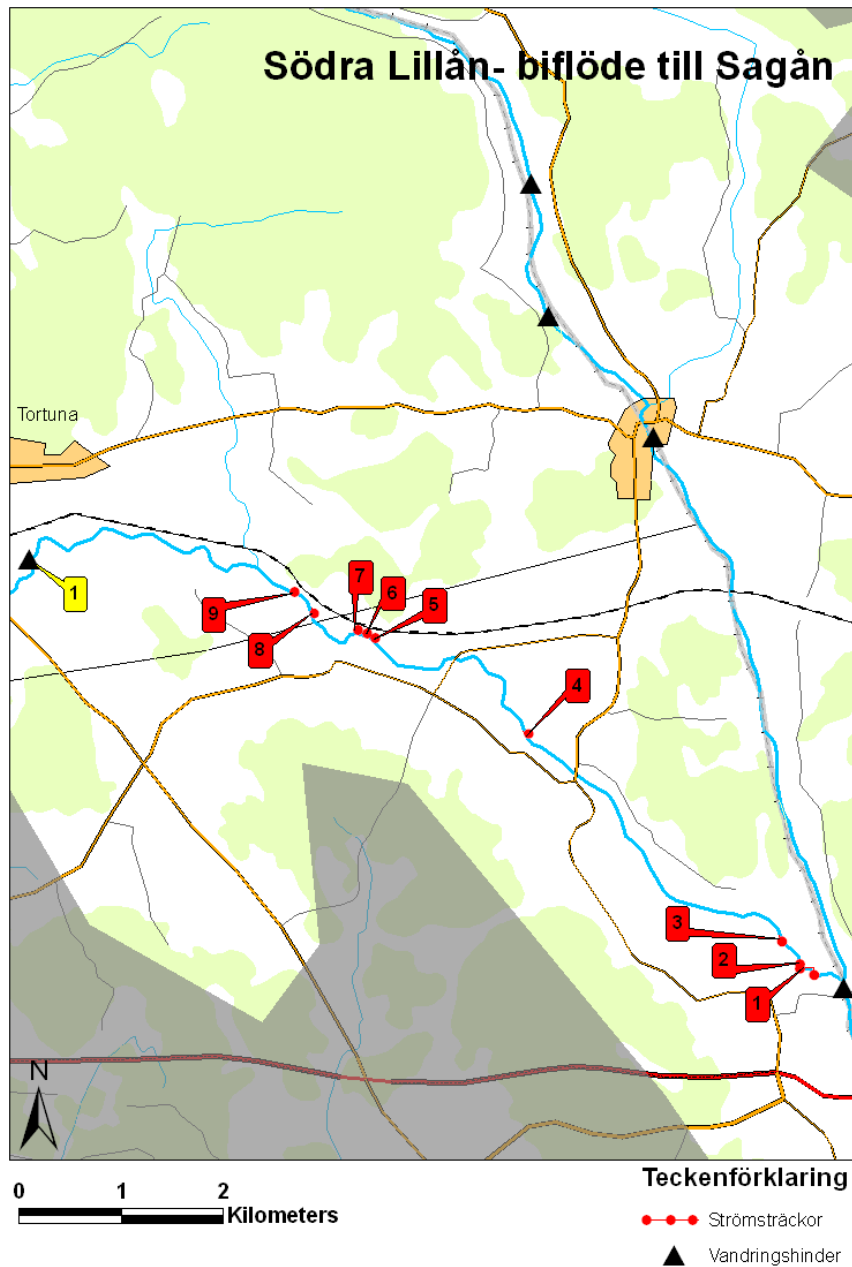 Södra Lillån- biflöde till Sagån
Tortuna
1
9
8
7
6
5
4
3
2
1
N
0 1 2
Kilometers
Teckenförklaring
Strömsträckor
Vandringshinder